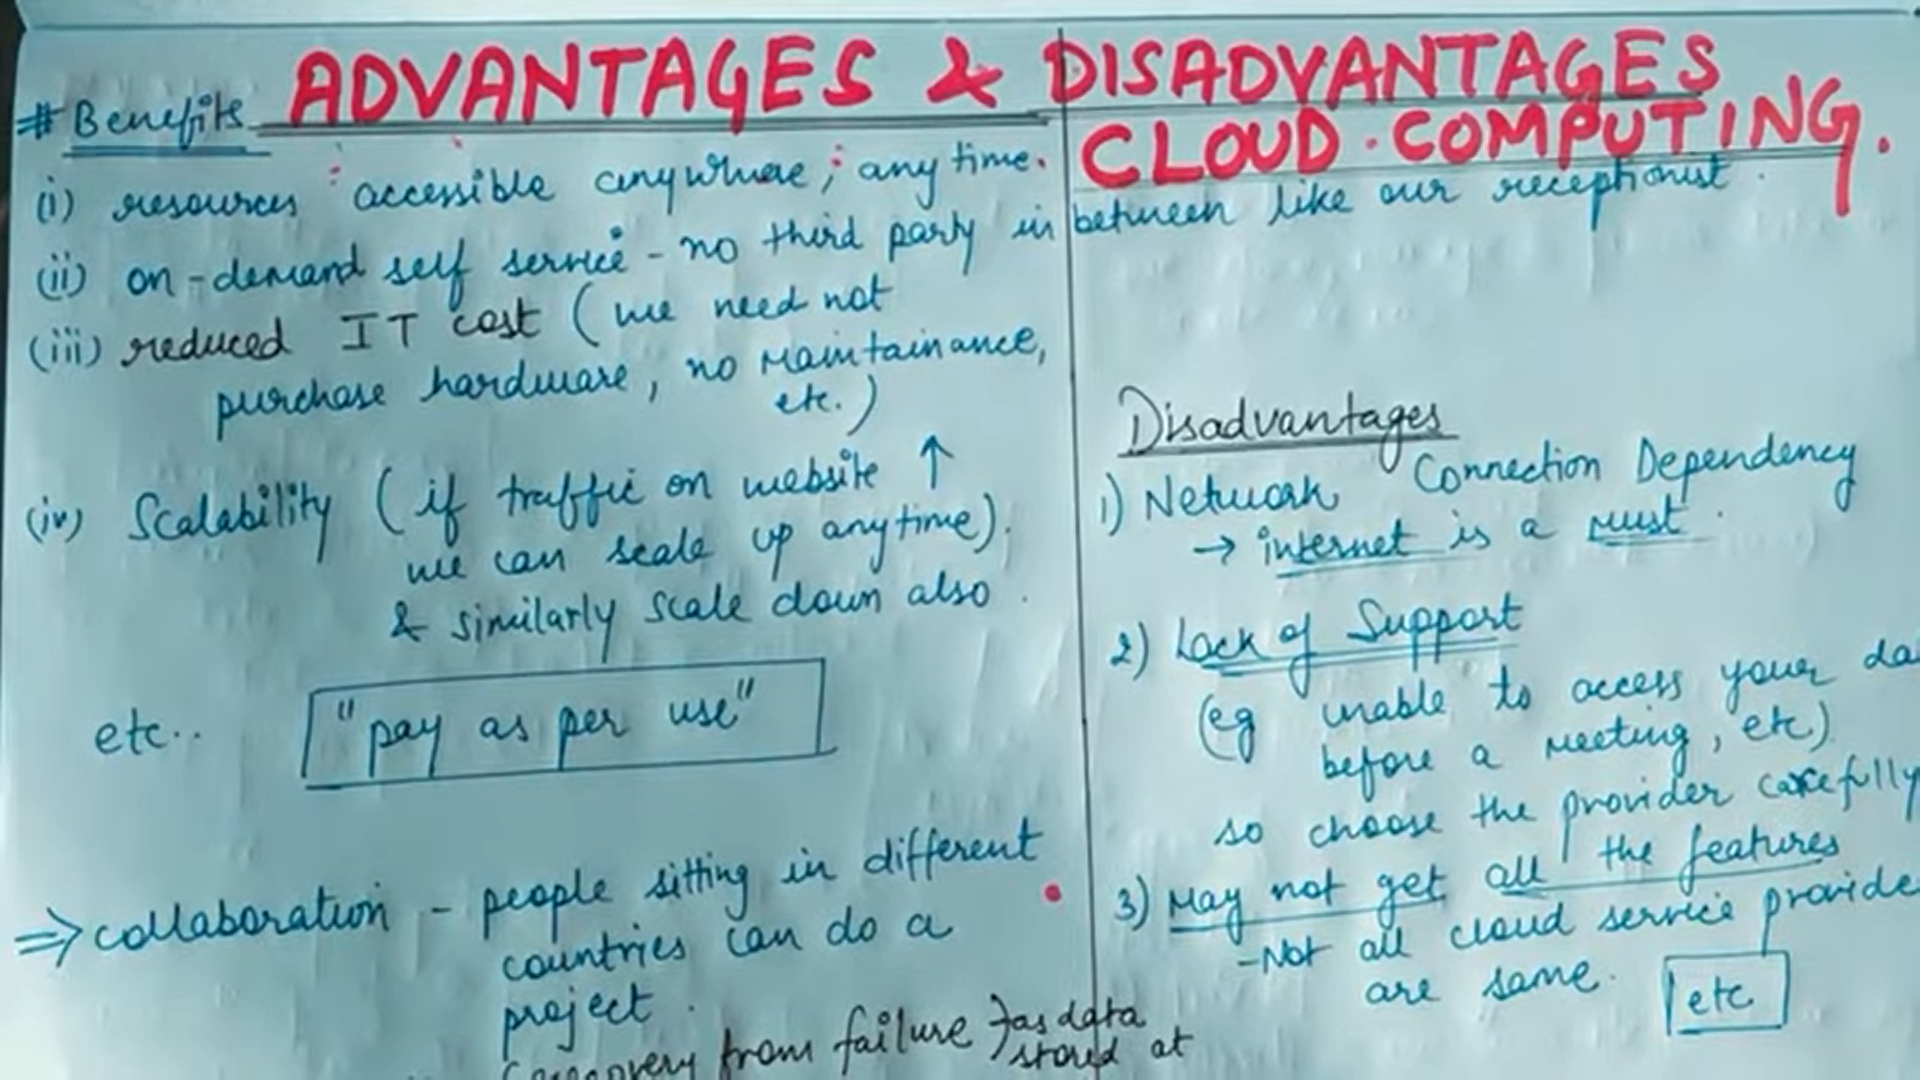 ADVANTAGES & DISADVANTAGES
CLOUD COMPUTING.
# Benefits
(i) resources accessible anywhere, any time.
(ii) on-demand self service - no third party in between like our receptionist.
(iii) reduced IT cost (we need not
purchase hardware, no maintainance,
etc.)
(iv) Scalability (if traffic on website ↑
we can scale up anytime).
& similarly scale down also.
etc.. "pay as per use"
⇒ collaboration - people sitting in different
countries can do a
project.
recovery from failure } as data
stored at
Disadvantages
1) Network Connection Dependency
→ internet is a must.
2) Lack of Support
(eg unable to access your da
before a meeting, etc)
so choose the provider carefully
3) May not get all the features
- Not all cloud service provide
are same.
etc